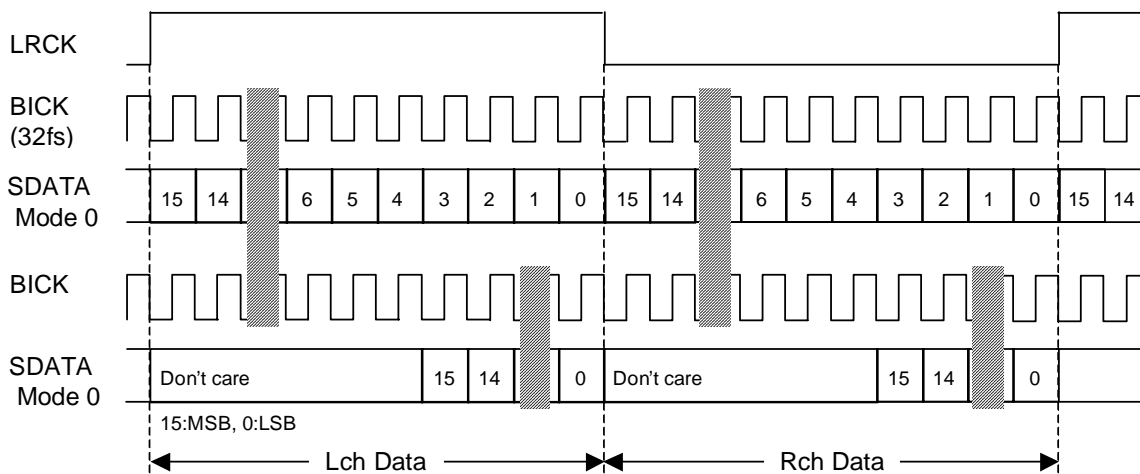 LRCK
BICK
(32fs)
SDATA
Mode 0
15 14 6 5 4 3 2 1 0 15 14 6 5 4 3 2 1 0 15 14
BICK
SDATA
Mode 0
Don't care 15 14 0 Don't care 15 14 0
15:MSB, 0:LSB
Lch Data Rch Data